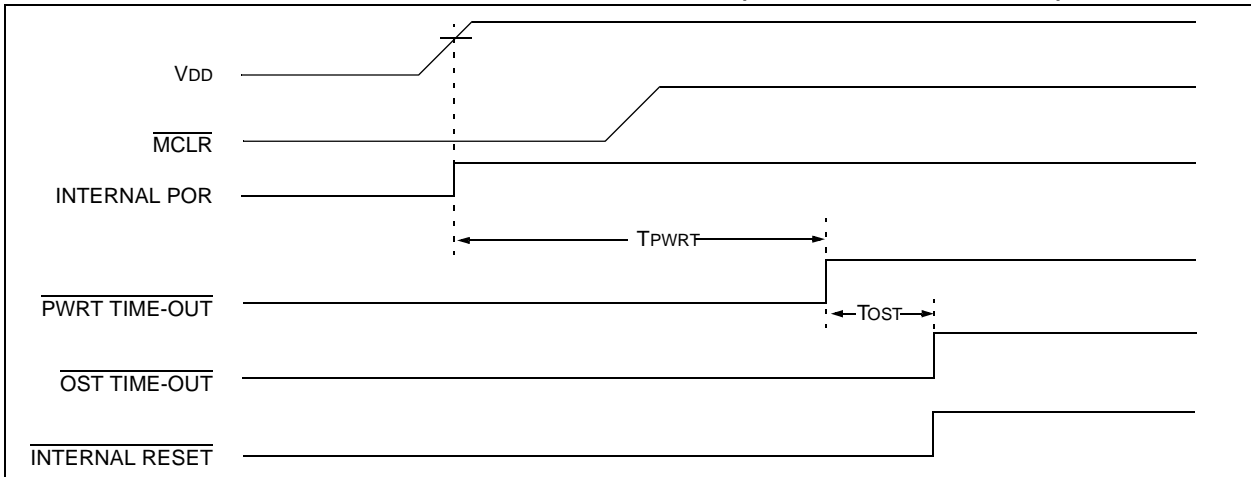 VDD
MCLR
INTERNAL POR
TPWRT
PWRT TIME-OUT
TOST
OST TIME-OUT
INTERNAL RESET